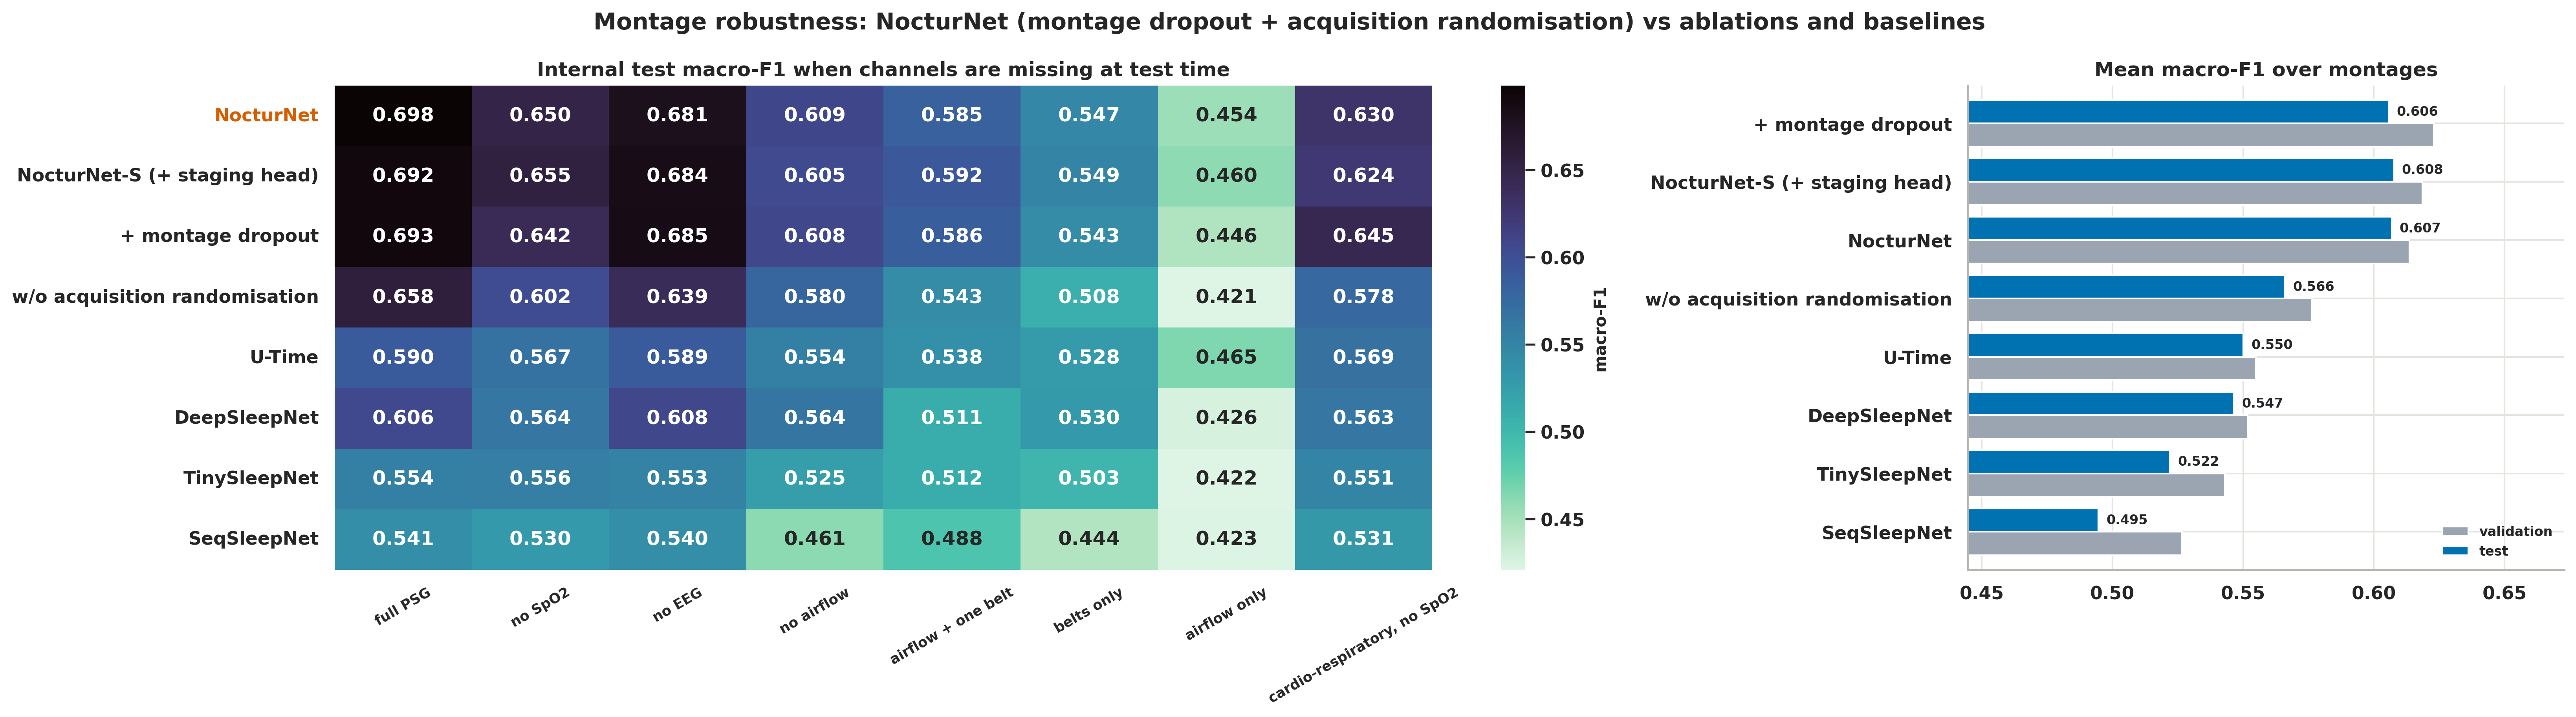 Montage robustness: NocturNet (montage dropout + acquisition randomisation) vs ablations and baselines
Internal test macro-F1 when channels are missing at test time
NocturNet 0.698 0.650 0.681 0.609 0.585 0.547 0.454 0.630
NocturNet-S (+ staging head) 0.692 0.655 0.684 0.605 0.592 0.549 0.460 0.624
+ montage dropout 0.693 0.642 0.685 0.608 0.586 0.543 0.446 0.645
w/o acquisition randomisation 0.658 0.602 0.639 0.580 0.543 0.508 0.421 0.578
U-Time 0.590 0.567 0.589 0.554 0.538 0.528 0.465 0.569
DeepSleepNet 0.606 0.564 0.608 0.564 0.511 0.530 0.426 0.563
TinySleepNet 0.554 0.556 0.553 0.525 0.512 0.503 0.422 0.551
SeqSleepNet 0.541 0.530 0.540 0.461 0.488 0.444 0.423 0.531
full PSG
no SpO2
no EEG
no airflow
airflow + one belt
belts only
airflow only
cardio-respiratory, no SpO2
0.65
0.60
0.55
0.50
0.45
macro-F1
Mean macro-F1 over montages
+ montage dropout 0.606
NocturNet-S (+ staging head) 0.608
NocturNet 0.607
w/o acquisition randomisation 0.566
U-Time 0.550
DeepSleepNet 0.547
TinySleepNet 0.522
SeqSleepNet 0.495
validation
test
0.45 0.50 0.55 0.60 0.65